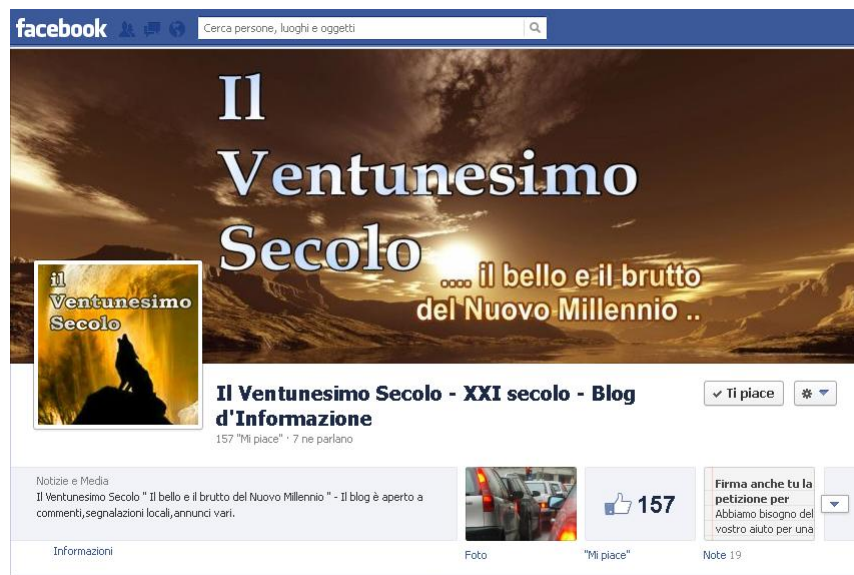 facebook
Cerca persone, luoghi e oggetti
Il
Ventunesimo
Secolo
.... il bello e il brutto
del Nuovo Millennio ..
il
Ventunesimo
Secolo
Il Ventunesimo Secolo - XXI secolo - Blog
d'Informazione
157 "Mi piace" · 7 ne parlano
Ti piace
Notizie e Media
Il Ventunesimo Secolo " Il bello e il brutto del Nuovo Millennio " - Il blog è aperto a
commenti,segnalazioni locali,annunci vari.
Informazioni
Foto
157
"Mi piace"
Firma anche tu la
petizione per
Abbiamo bisogno del
vostro aiuto per una
Note 19